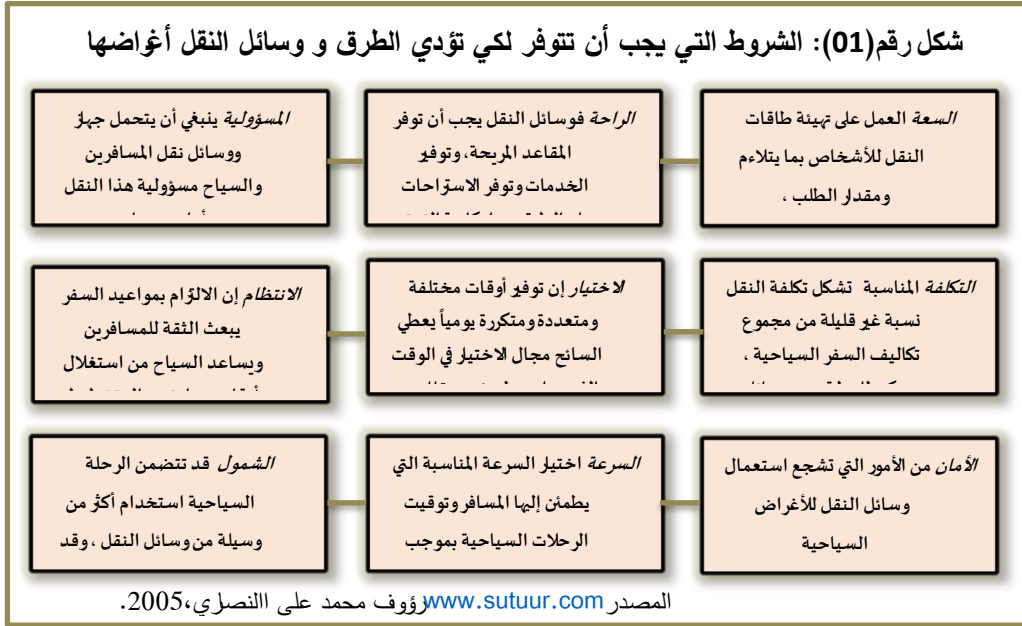 شكل رقم(01): الشروط التي يجب أن تتوفر لكي تؤدي الطرق و وسائل النقل أغواضها
السعة العمل على تهيئة طاقات
النقل للأشخاص بما يتلاءم
ومقدار الطلب ،
الراحة فوسائل النقل يجب أن توفر
المقاعد المريحة، وتوفير
الخدمات وتوفر الاستراحات
المسؤولية ينبغي أن يتحمل جهاز
ووسائل نقل المسافرين
والسياح مسؤولية هذا النقل
التكلفة المناسبة تشكل تكلفة النقل
نسبة غير قليلة من مجموع
تكاليف السفر السياحية ،
الاختيار إن توفير أوقات مختلفة
ومتعددة ومتكررة يومياً يعطي
السائح مجال الاختيار في الوقت
الانتظام إن الالتزام بمواعيد السفر
يبعث الثقة للمسافرين
ويساعد السياح من استغلال
الأمان من الأمور التي تشجع استعمال
وسائل النقل للأغراض
السياحية
السرعة اختيار السرعة المناسبة التي
يطمئن إليها المسافر وتوقيت
الرحلات السياحية بموجب
الشمول قد تتضمن الرحلة
السياحية استخدام أكثر من
وسيلة من وسائل النقل ، وقد
المصدر www.sutuur.com رؤوف محمد على االنصاري،2005.